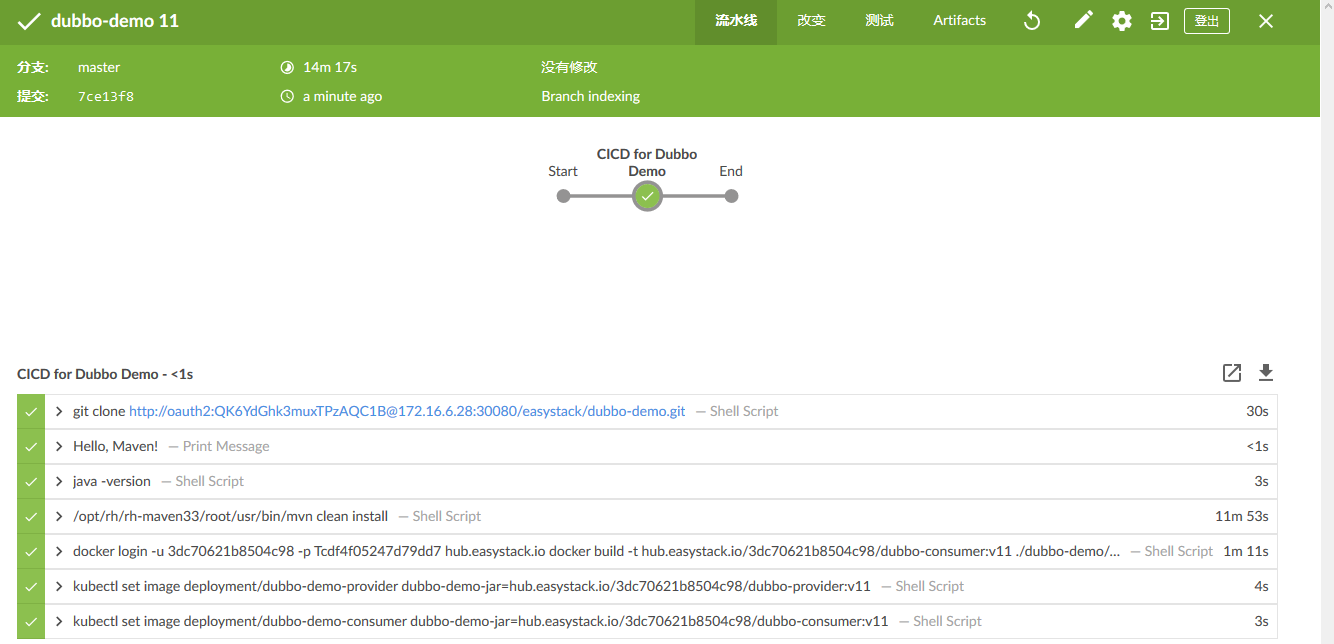 dubbo-demo 11 流水线 改变 测试 Artifacts 登出
分支: master 14m 17s 没有修改
提交: 7ce13f8 a minute ago Branch indexing
CICD for Dubbo
Start Demo End
CICD for Dubbo Demo - <1s
git clone http://oauth2:QK6YdGhk3muxTPzAQC1B@172.16.6.28:30080/easystack/dubbo-demo.git — Shell Script 30s
Hello, Maven! — Print Message <1s
java -version — Shell Script 3s
/opt/rh/rh-maven33/root/usr/bin/mvn clean install — Shell Script 11m 53s
docker login -u 3dc70621b8504c98 -p Tcdf4f05247d79dd7 hub.easystack.io docker build -t hub.easystack.io/3dc70621b8504c98/dubbo-consumer:v11 ./dubbo-demo/... — Shell Script 1m 11s
kubectl set image deployment/dubbo-demo-provider dubbo-demo-jar=hub.easystack.io/3dc70621b8504c98/dubbo-provider:v11 — Shell Script 4s
kubectl set image deployment/dubbo-demo-consumer dubbo-demo-jar=hub.easystack.io/3dc70621b8504c98/dubbo-consumer:v11 — Shell Script 3s